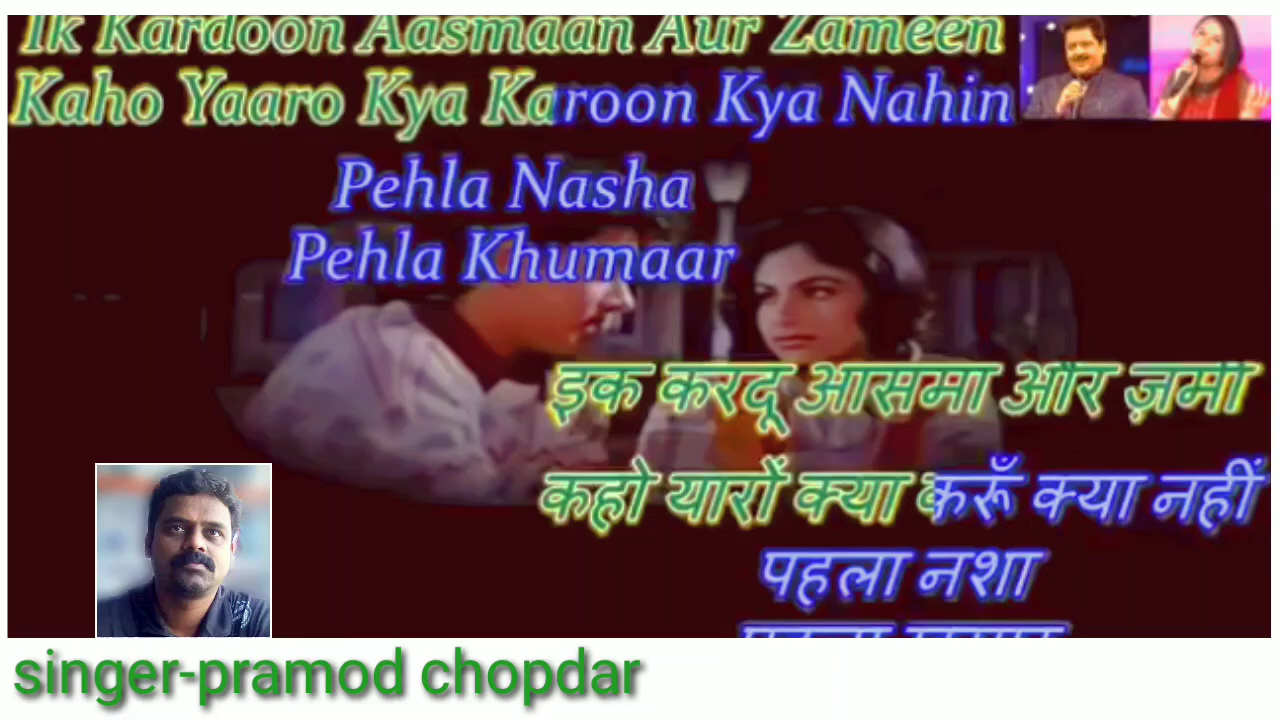 Ik Kardoon Aasmaan Aur Zameen
Kaho Yaaro Kya Karoon Kya Nahin
Pehla Nasha
Pehla Khumaar
इक करदू आसमा और ज़मी
कहो यारों क्या करूँ क्या नहीं
पहला नशा
singer-pramod chopdar